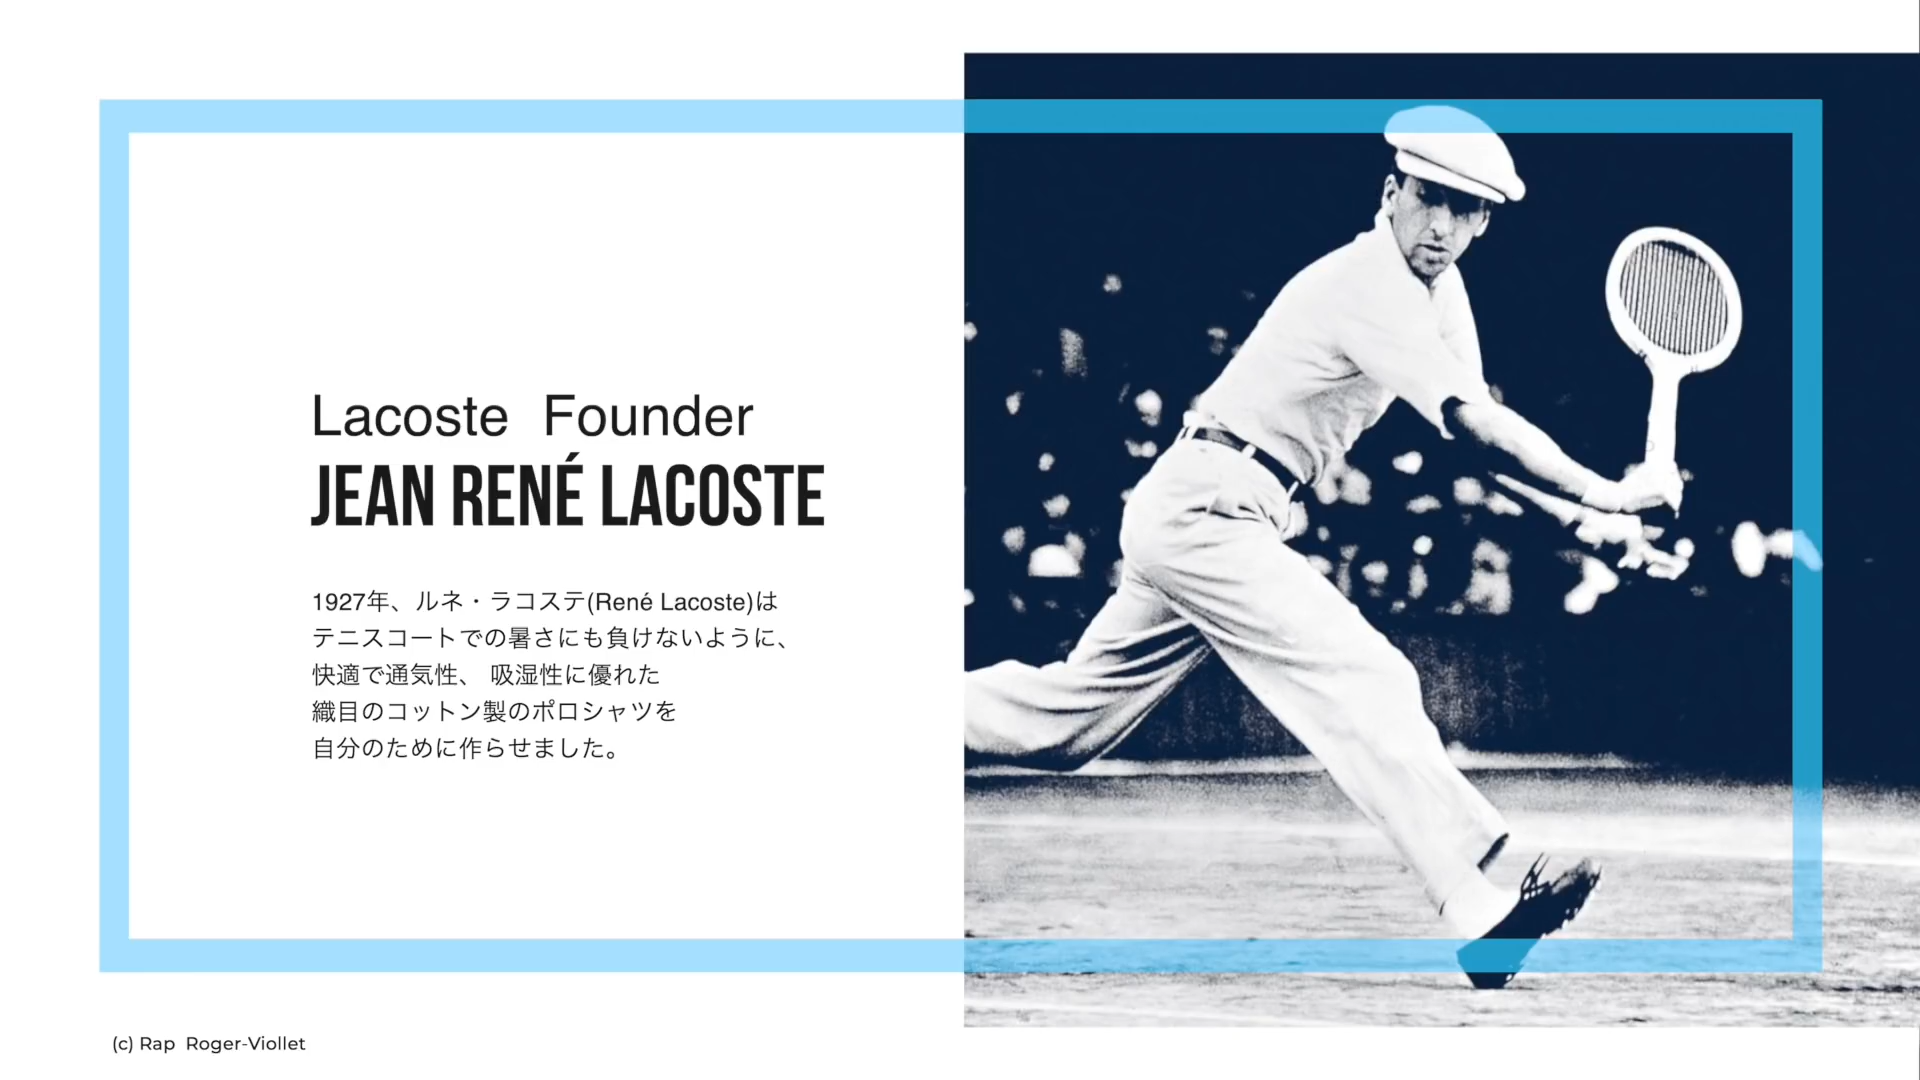 Lacoste Founder
JEAN RENÉ LACOSTE
1927年、ルネ・ラコステ(René Lacoste)は
テニスコートでの暑さにも負けないように、
快適で通気性、 吸湿性に優れた
織目のコットン製のポロシャツを
自分のために作らせました。
(c) Rap Roger-Viollet